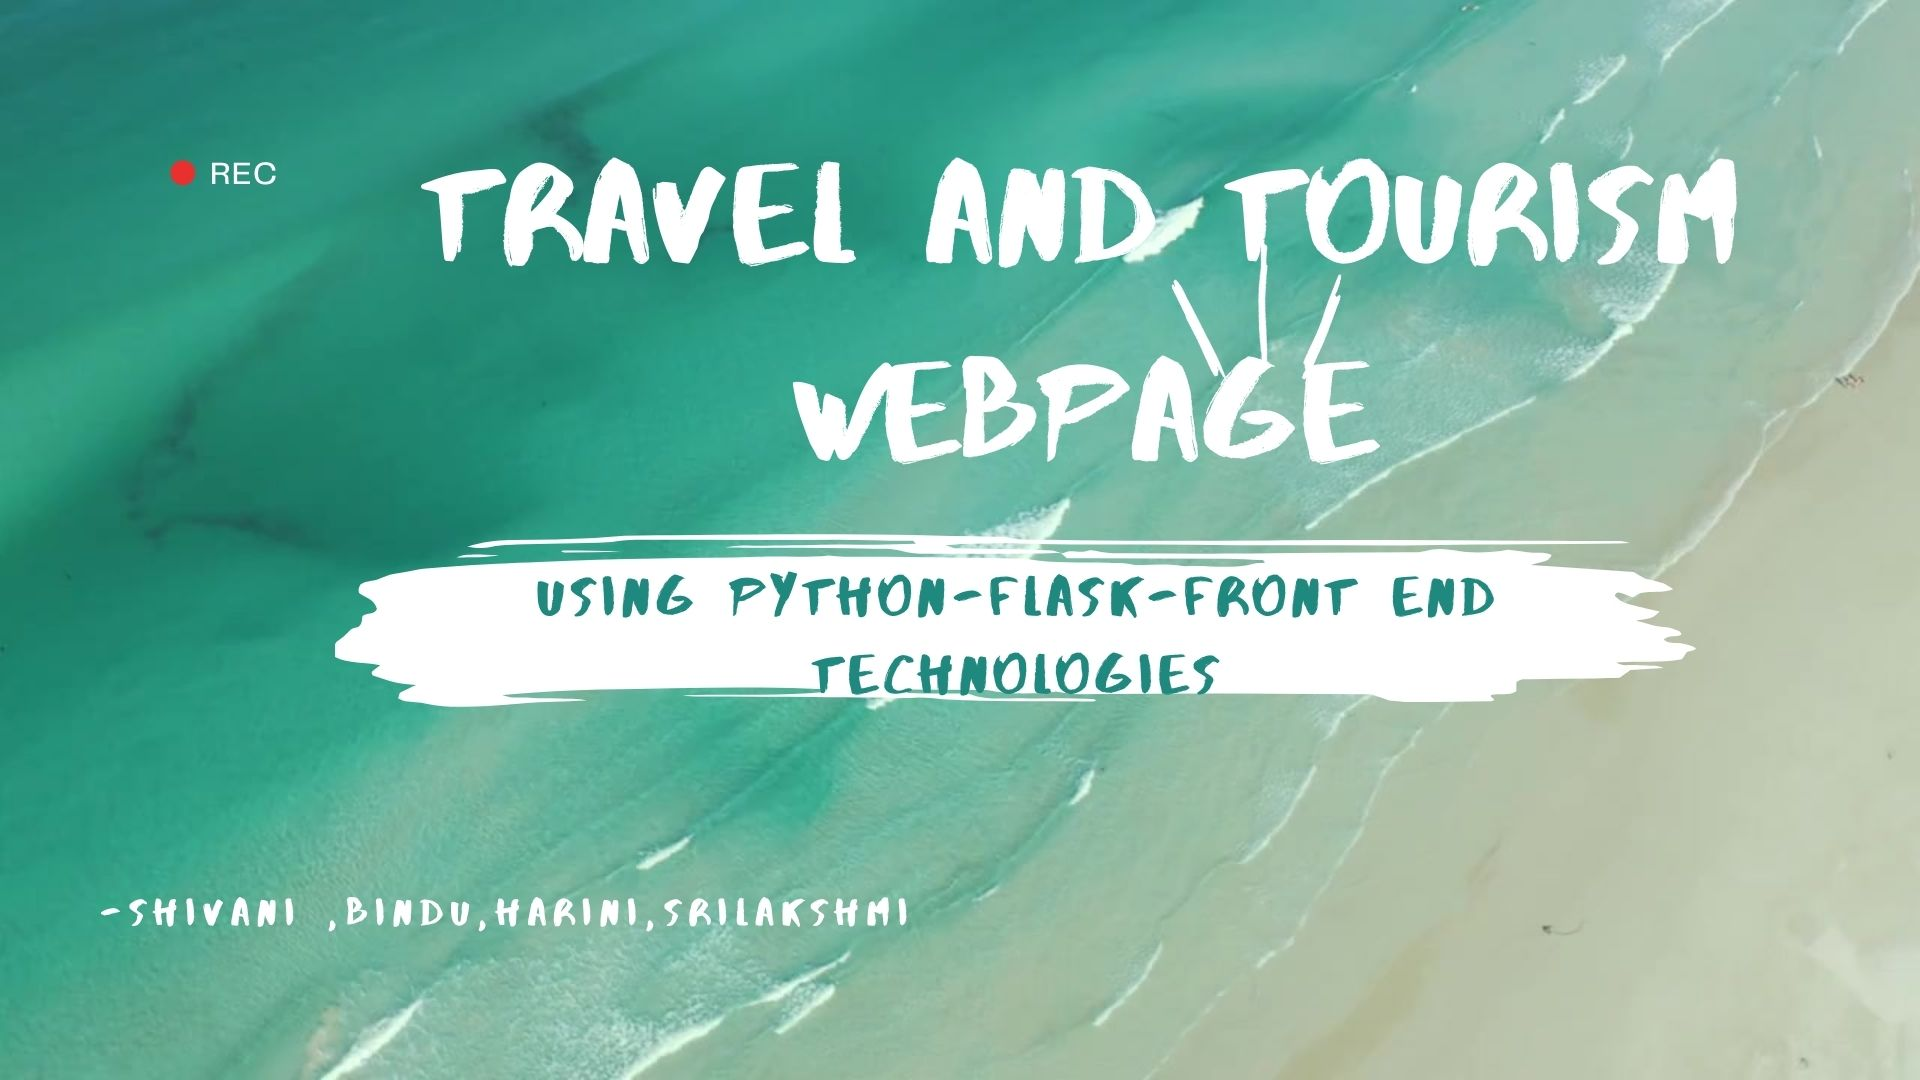 REC
TRAVEL AND TOURISM
WEBPAGE
USING PYTHON-FLASK-FRONT END
TECHNOLOGIES
-SHIVANI ,BINDU,HARINI,SRILAKSHMI